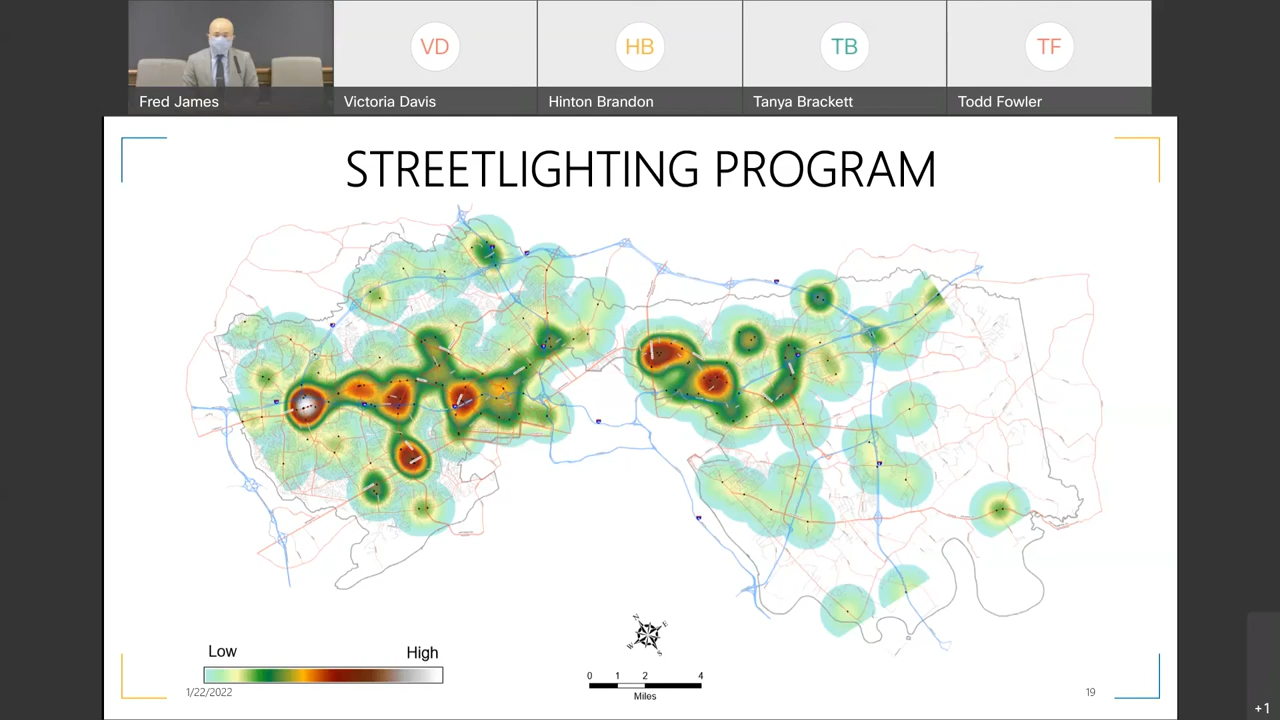 VD
HB
TB
TF
Fred James
Victoria Davis
Hinton Brandon
Tanya Brackett
Todd Fowler
STREETLIGHTING PROGRAM
N
E
W
S
Low
High
0 1 2 4
Miles
1/22/2022
19
+1